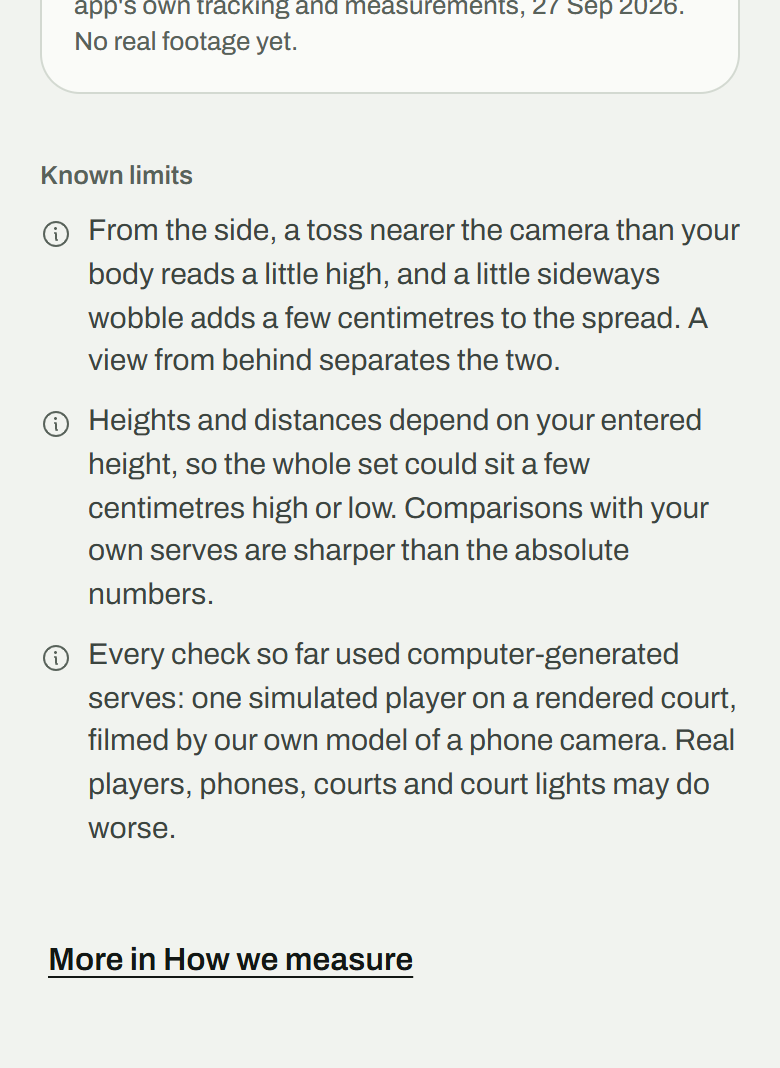 app's own tracking and measurements, 27 Sep 2026.
No real footage yet.
Known limits
From the side, a toss nearer the camera than your
body reads a little high, and a little sideways
wobble adds a few centimetres to the spread. A
view from behind separates the two.
Heights and distances depend on your entered
height, so the whole set could sit a few
centimetres high or low. Comparisons with your
own serves are sharper than the absolute
numbers.
Every check so far used computer-generated
serves: one simulated player on a rendered court,
filmed by our own model of a phone camera. Real
players, phones, courts and court lights may do
worse.
More in How we measure